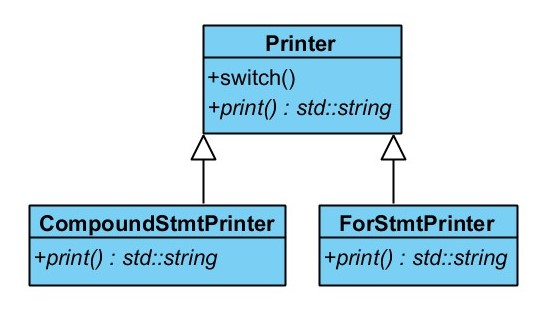 Printer
+switch()
+print() : std::string
CompoundStmtPrinter
+print() : std::string
ForStmtPrinter
+print() : std::string